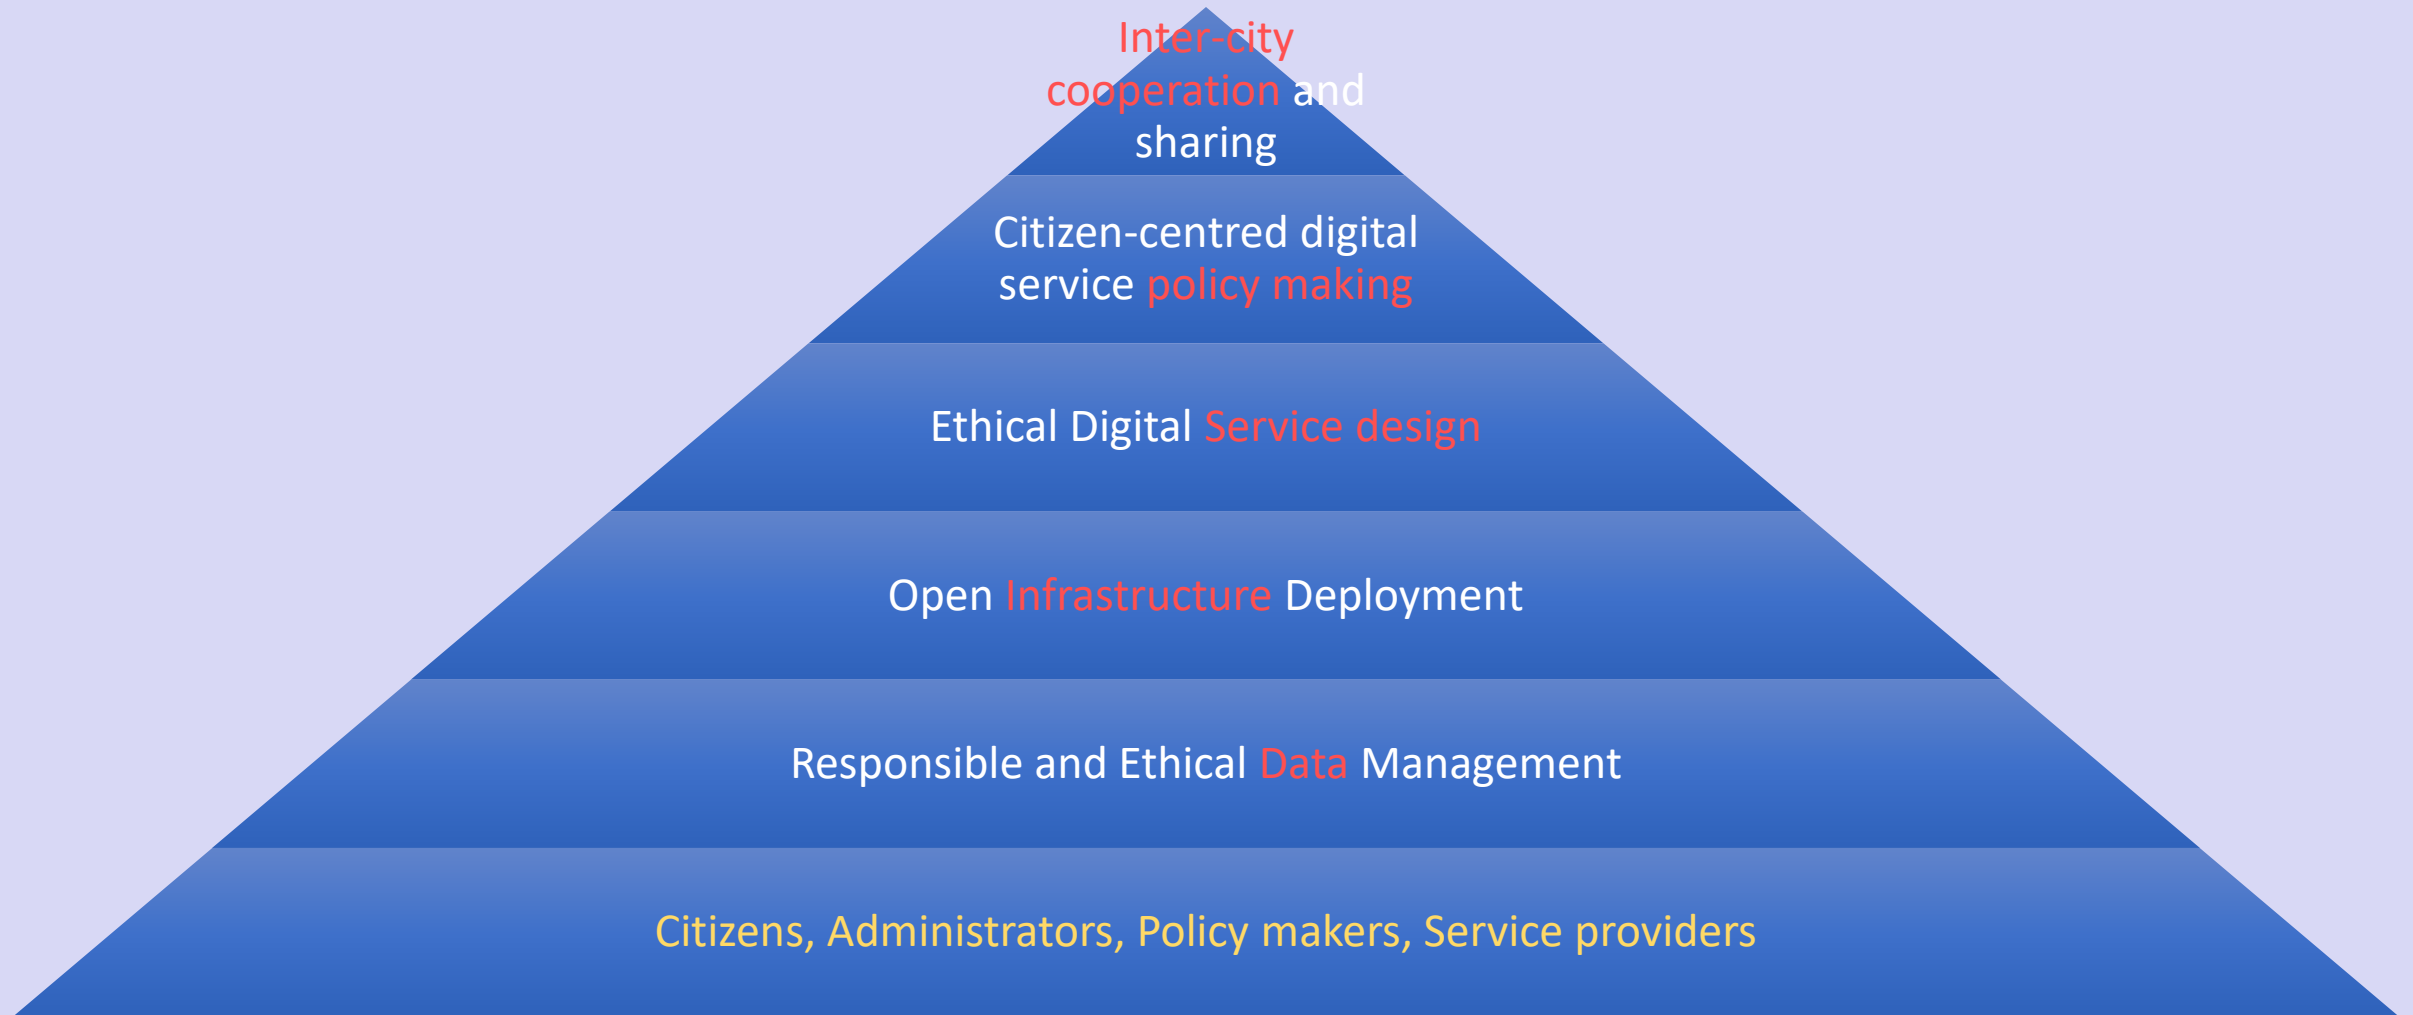 Inter-city
cooperation and
sharing
Citizen-centred digital
service policy making
Ethical Digital Service design
Open Infrastructure Deployment
Responsible and Ethical Data Management
Citizens, Administrators, Policy makers, Service providers